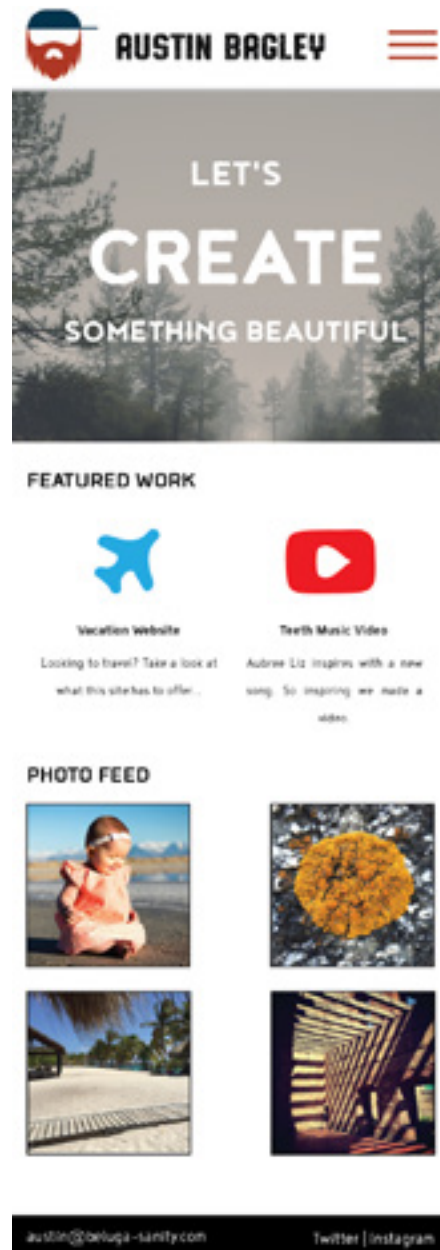 AUSTIN BAGLEY
LET'S
CREATE
SOMETHING BEAUTIFUL
FEATURED WORK
Vacation Website
Teeth Music Video
Looking to travel? Take a look at
what this site has to offer...
Aubree Liz inspires with a new
song. So inspiring we made a
video.
PHOTO FEED
austin@beluga-sanity.com
Twitter | Instagram